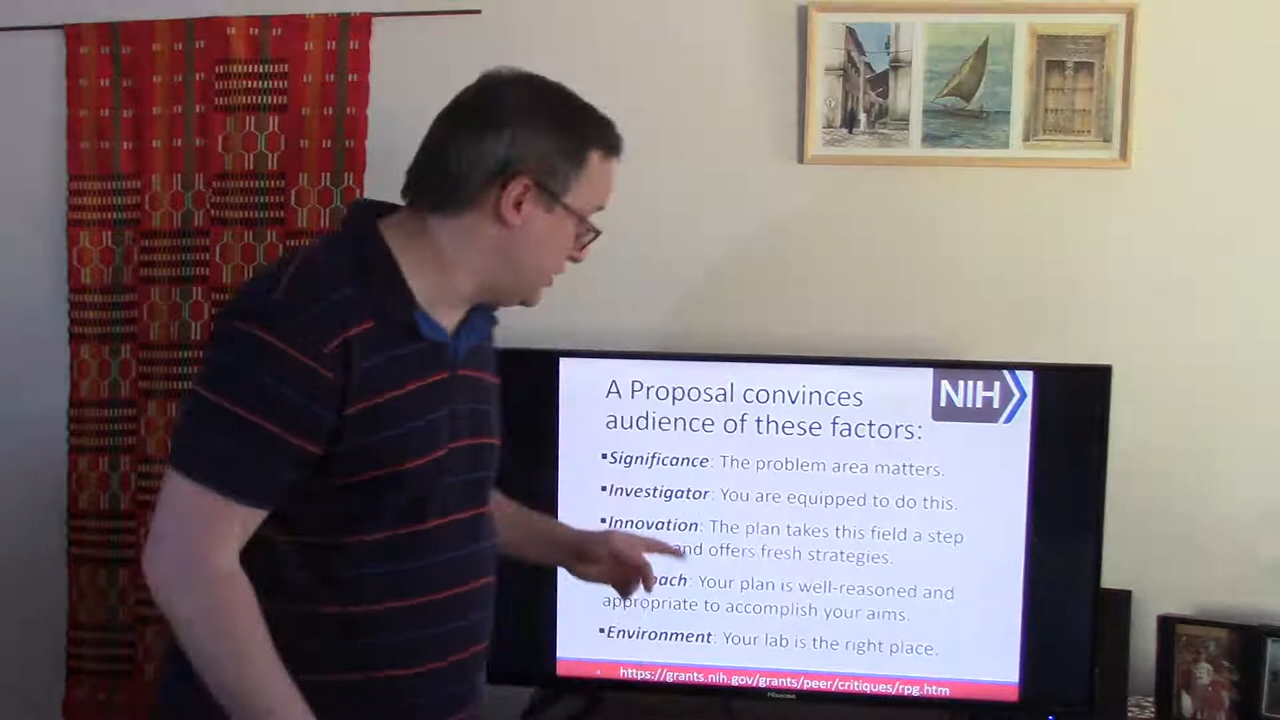 A Proposal convinces
audience of these factors:
NIH
▪Significance: The problem area matters.
▪Investigator: You are equipped to do this.
▪Innovation: The plan takes this field a step
and offers fresh strategies.
Your plan is well-reasoned and
appropriate to accomplish your aims.
▪Environment: Your lab is the right place.
https://grants.nih.gov/grants/peer/critiques/rpg.htm
Hisense